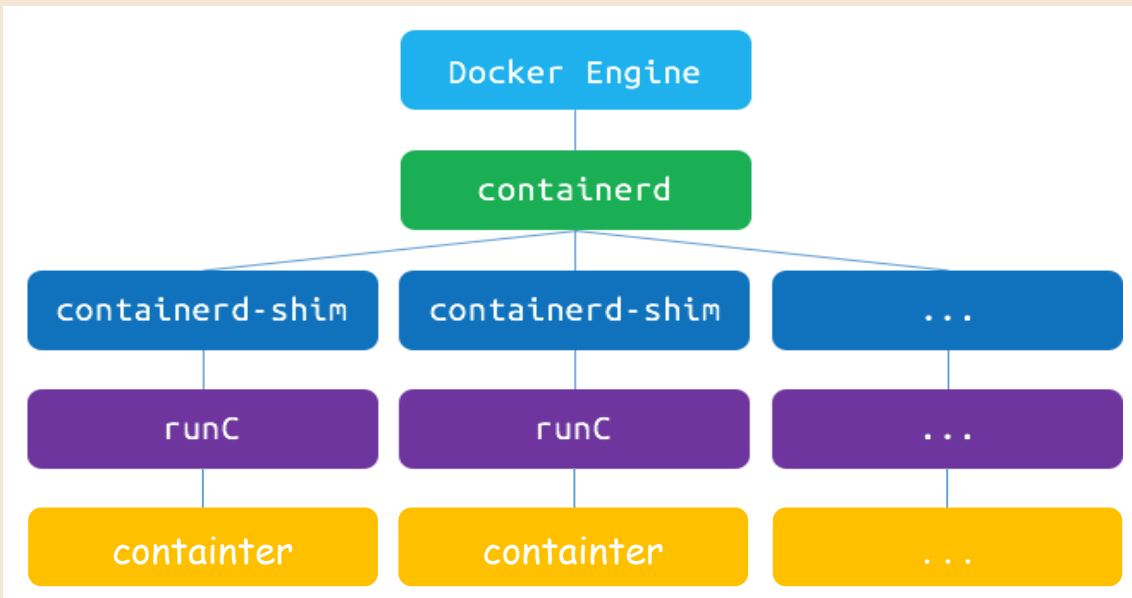 Docker Engine
containerd
containerd-shim containerd-shim ...
runC runC ...
containter containter ...